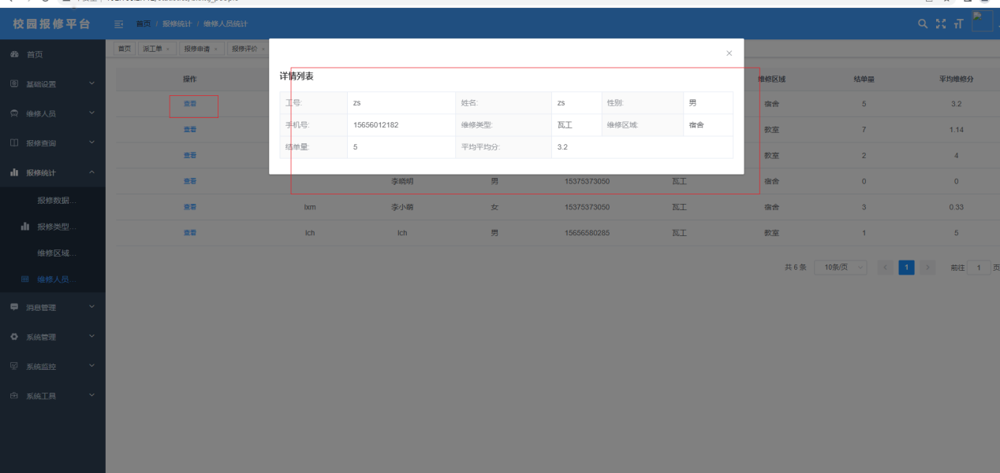 校园报修平台 首页 / 报修统计 / 维修人员统计
首页 派工单 × 报修申请 × 报修评价 ×
首页
基础设置
维修人员
报修查询
报修统计
报修数据...
报修类型...
维修区域...
维修人员...
消息管理
系统管理
系统监控
系统工具
详情列表
工号: zs 姓名: zs 性别: 男
手机号: 15656012182 维修类型: 瓦工 维修区域: 宿舍
结单量: 5 平均平均分: 3.2
操作 维修区域 结单量 平均维修分
查看 宿舍 5 3.2
查看 教室 7 1.14
查看 教室 2 4
查看 李晓明 男 15375373050 瓦工 宿舍 0 0
查看 lxm 李小萌 女 15375373050 瓦工 宿舍 3 0.33
查看 lch lch 男 15656580285 瓦工 教室 1 5
共 6 条 10条/页 1 前往 1 页